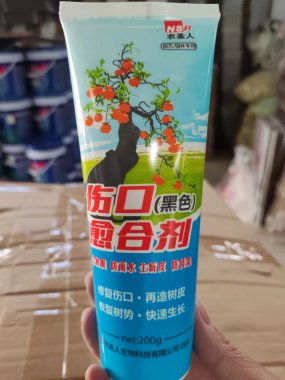 NSR
农圣人
伤口(黑色)
愈合剂
修复伤口·再造树皮
恢复树势·快速生长
net:200g